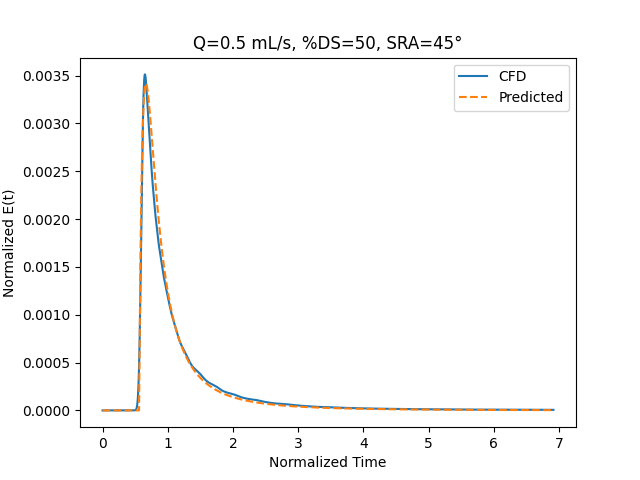 Q=0.5 mL/s, %DS=50, SRA=45°
CFD
Predicted
Normalized E(t)
0.0035
0.0030
0.0025
0.0020
0.0015
0.0010
0.0005
0.0000
0 1 2 3 4 5 6 7
Normalized Time